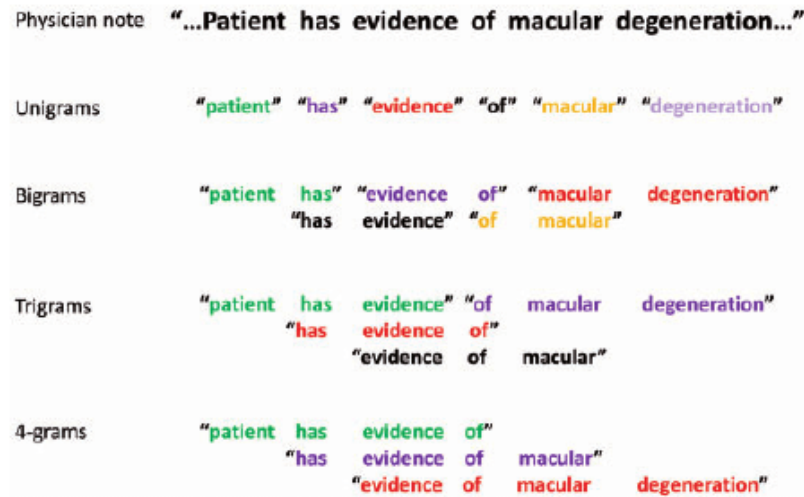 Physician note “...Patient has evidence of macular degeneration...”
Unigrams “patient” “has” “evidence” “of” “macular” “degeneration”
Bigrams “patient has” “evidence of” “macular degeneration”
“has evidence” “of macular”
Trigrams “patient has evidence” “of macular degeneration”
“has evidence of”
“evidence of macular”
4-grams “patient has evidence of”
“has evidence of macular”
“evidence of macular degeneration”